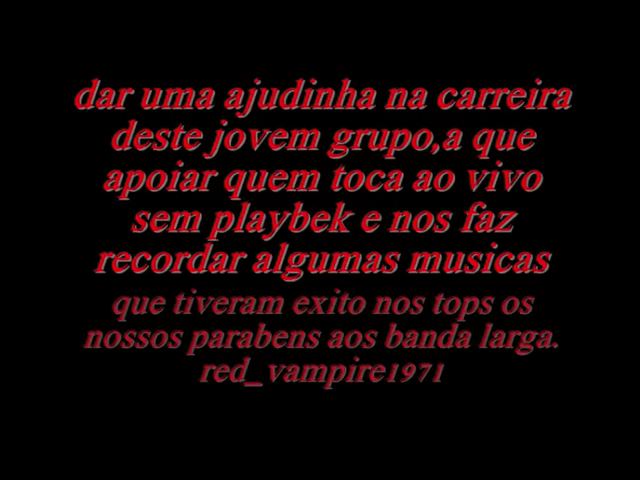 dar uma ajudinha na carreira
deste jovem grupo,a que
apoiar quem toca ao vivo
sem playbek e nos faz
recordar algumas musicas
que tiveram exito nos tops os
nossos parabens aos banda larga.
red_vampire1971